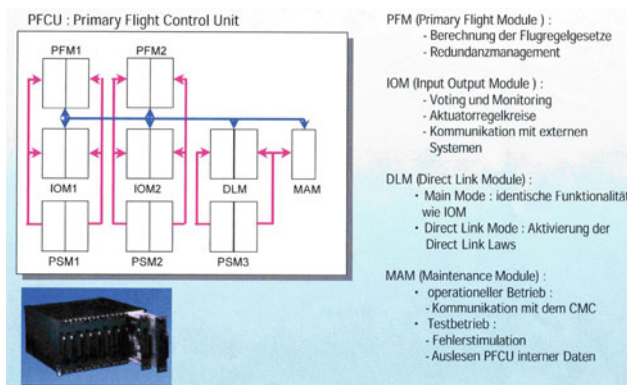 PFCU : Primary Flight Control Unit
PFM1
PFM2
IOM1
IOM2
DLM
MAM
PSM1
PSM2
PSM3
PFM (Primary Flight Module ) :
- Berechnung der Flugregelgesetze
- Redundanzmanagement
IOM (Input Output Module ) :
- Voting und Monitoring
- Aktuatorregelkreise
- Kommunikation mit externen
Systemen
DLM (Direct Link Module) :
• Main Mode : identische Funktionalität
wie IOM
• Direct Link Mode : Aktivierung der
Direct Link Laws
MAM (Maintenance Module) :
• operationeller Betrieb :
- Kommunikation mit dem CMC
• Testbetrieb :
- Fehlerstimulation
- Auslesen PFCU interner Daten